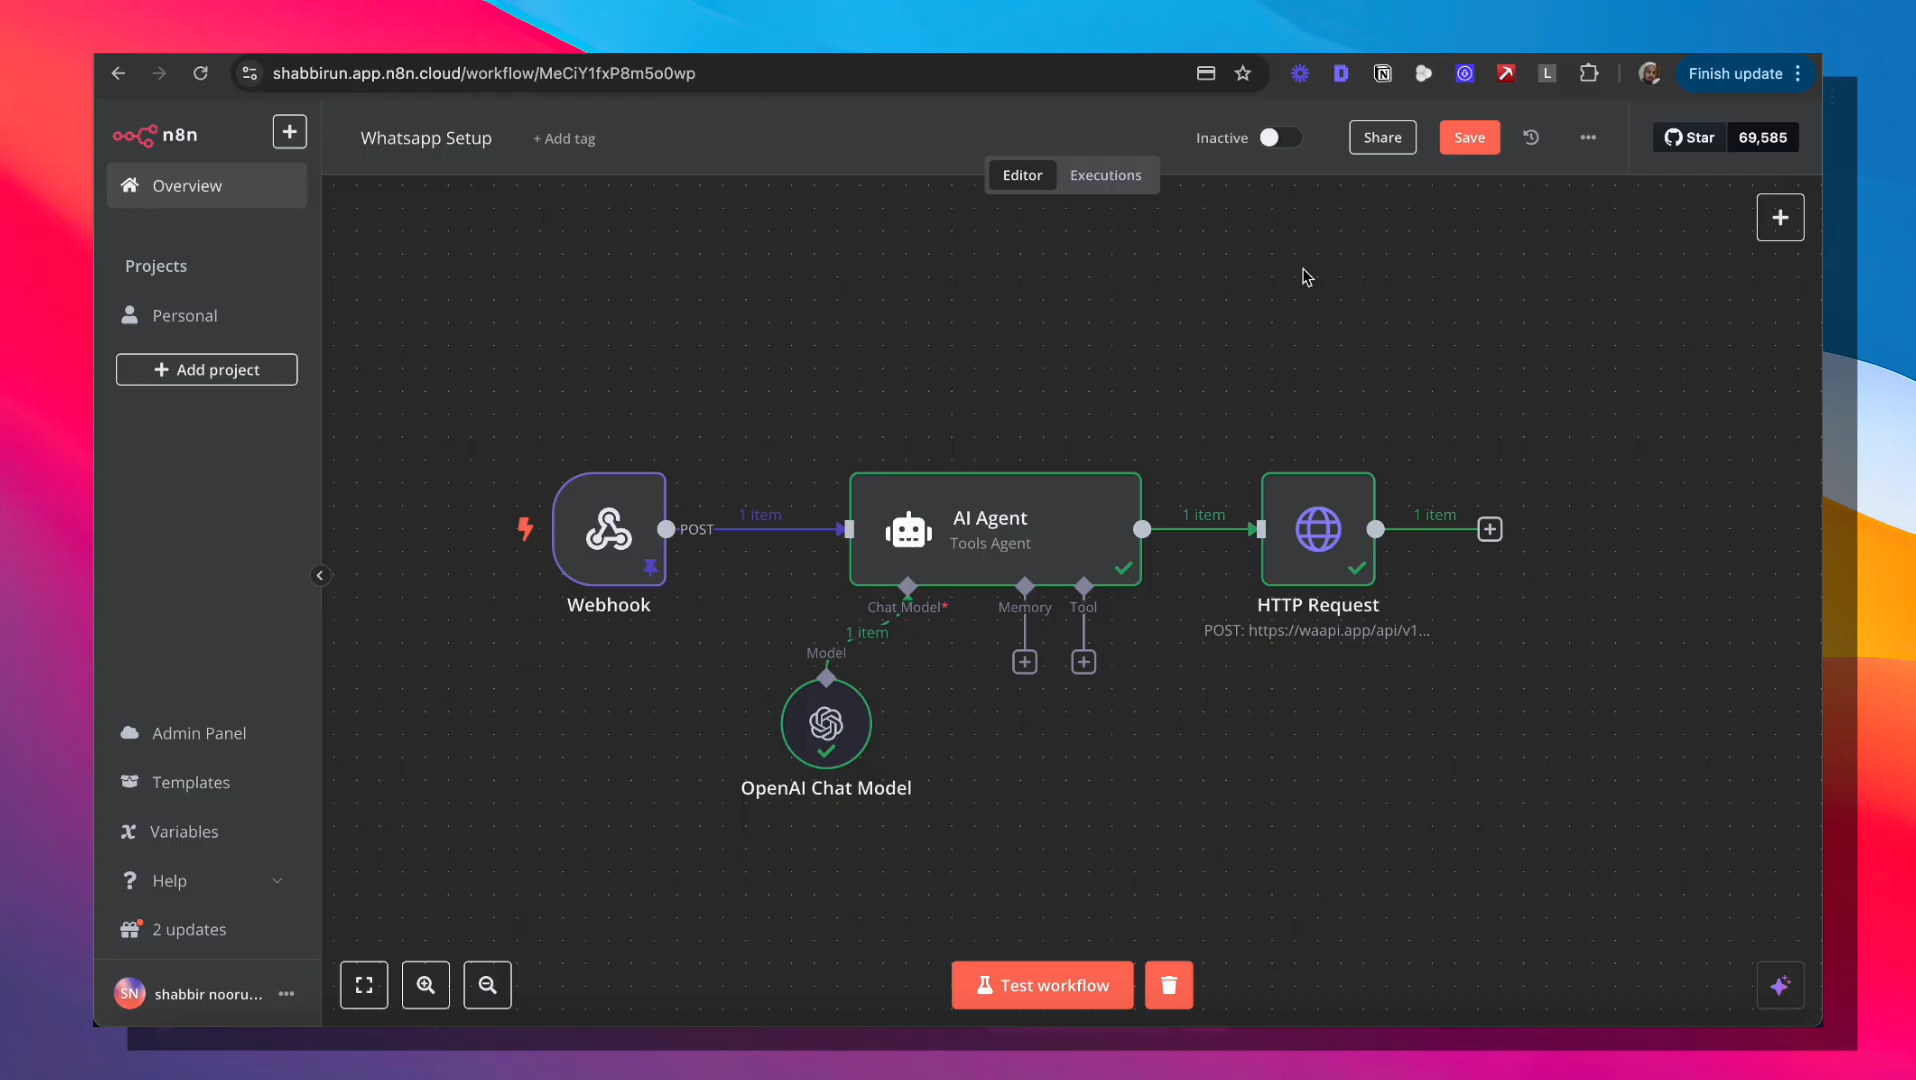 shabbirun.app.n8n.cloud/workflow/MeCiY1fxP8m5o0wp
L
Finish update
n8n
Whatsapp Setup
+ Add tag
Inactive
Share
Save
Star
69,585
Editor
Executions
Overview
Projects
Personal
Add project
POST
1 item
AI Agent
Tools Agent
1 item
1 item
Webhook
Chat Model*
Memory
Tool
HTTP Request
POST: https://waapi.app/api/v1...
1 item
Model
OpenAI Chat Model
Admin Panel
Templates
Variables
Help
2 updates
SN
shabbir nooru...
Test workflow